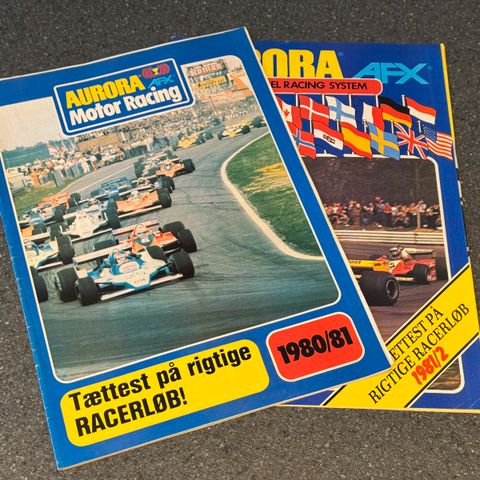 AURORA AFX
Motor Racing
Tættest på rigtige
RACERLØB!
1980/81
RORA AFX
EL RACING SYSTEM
ÆTTEST PÅ
RIGTIGE RACERLØB
1981/2